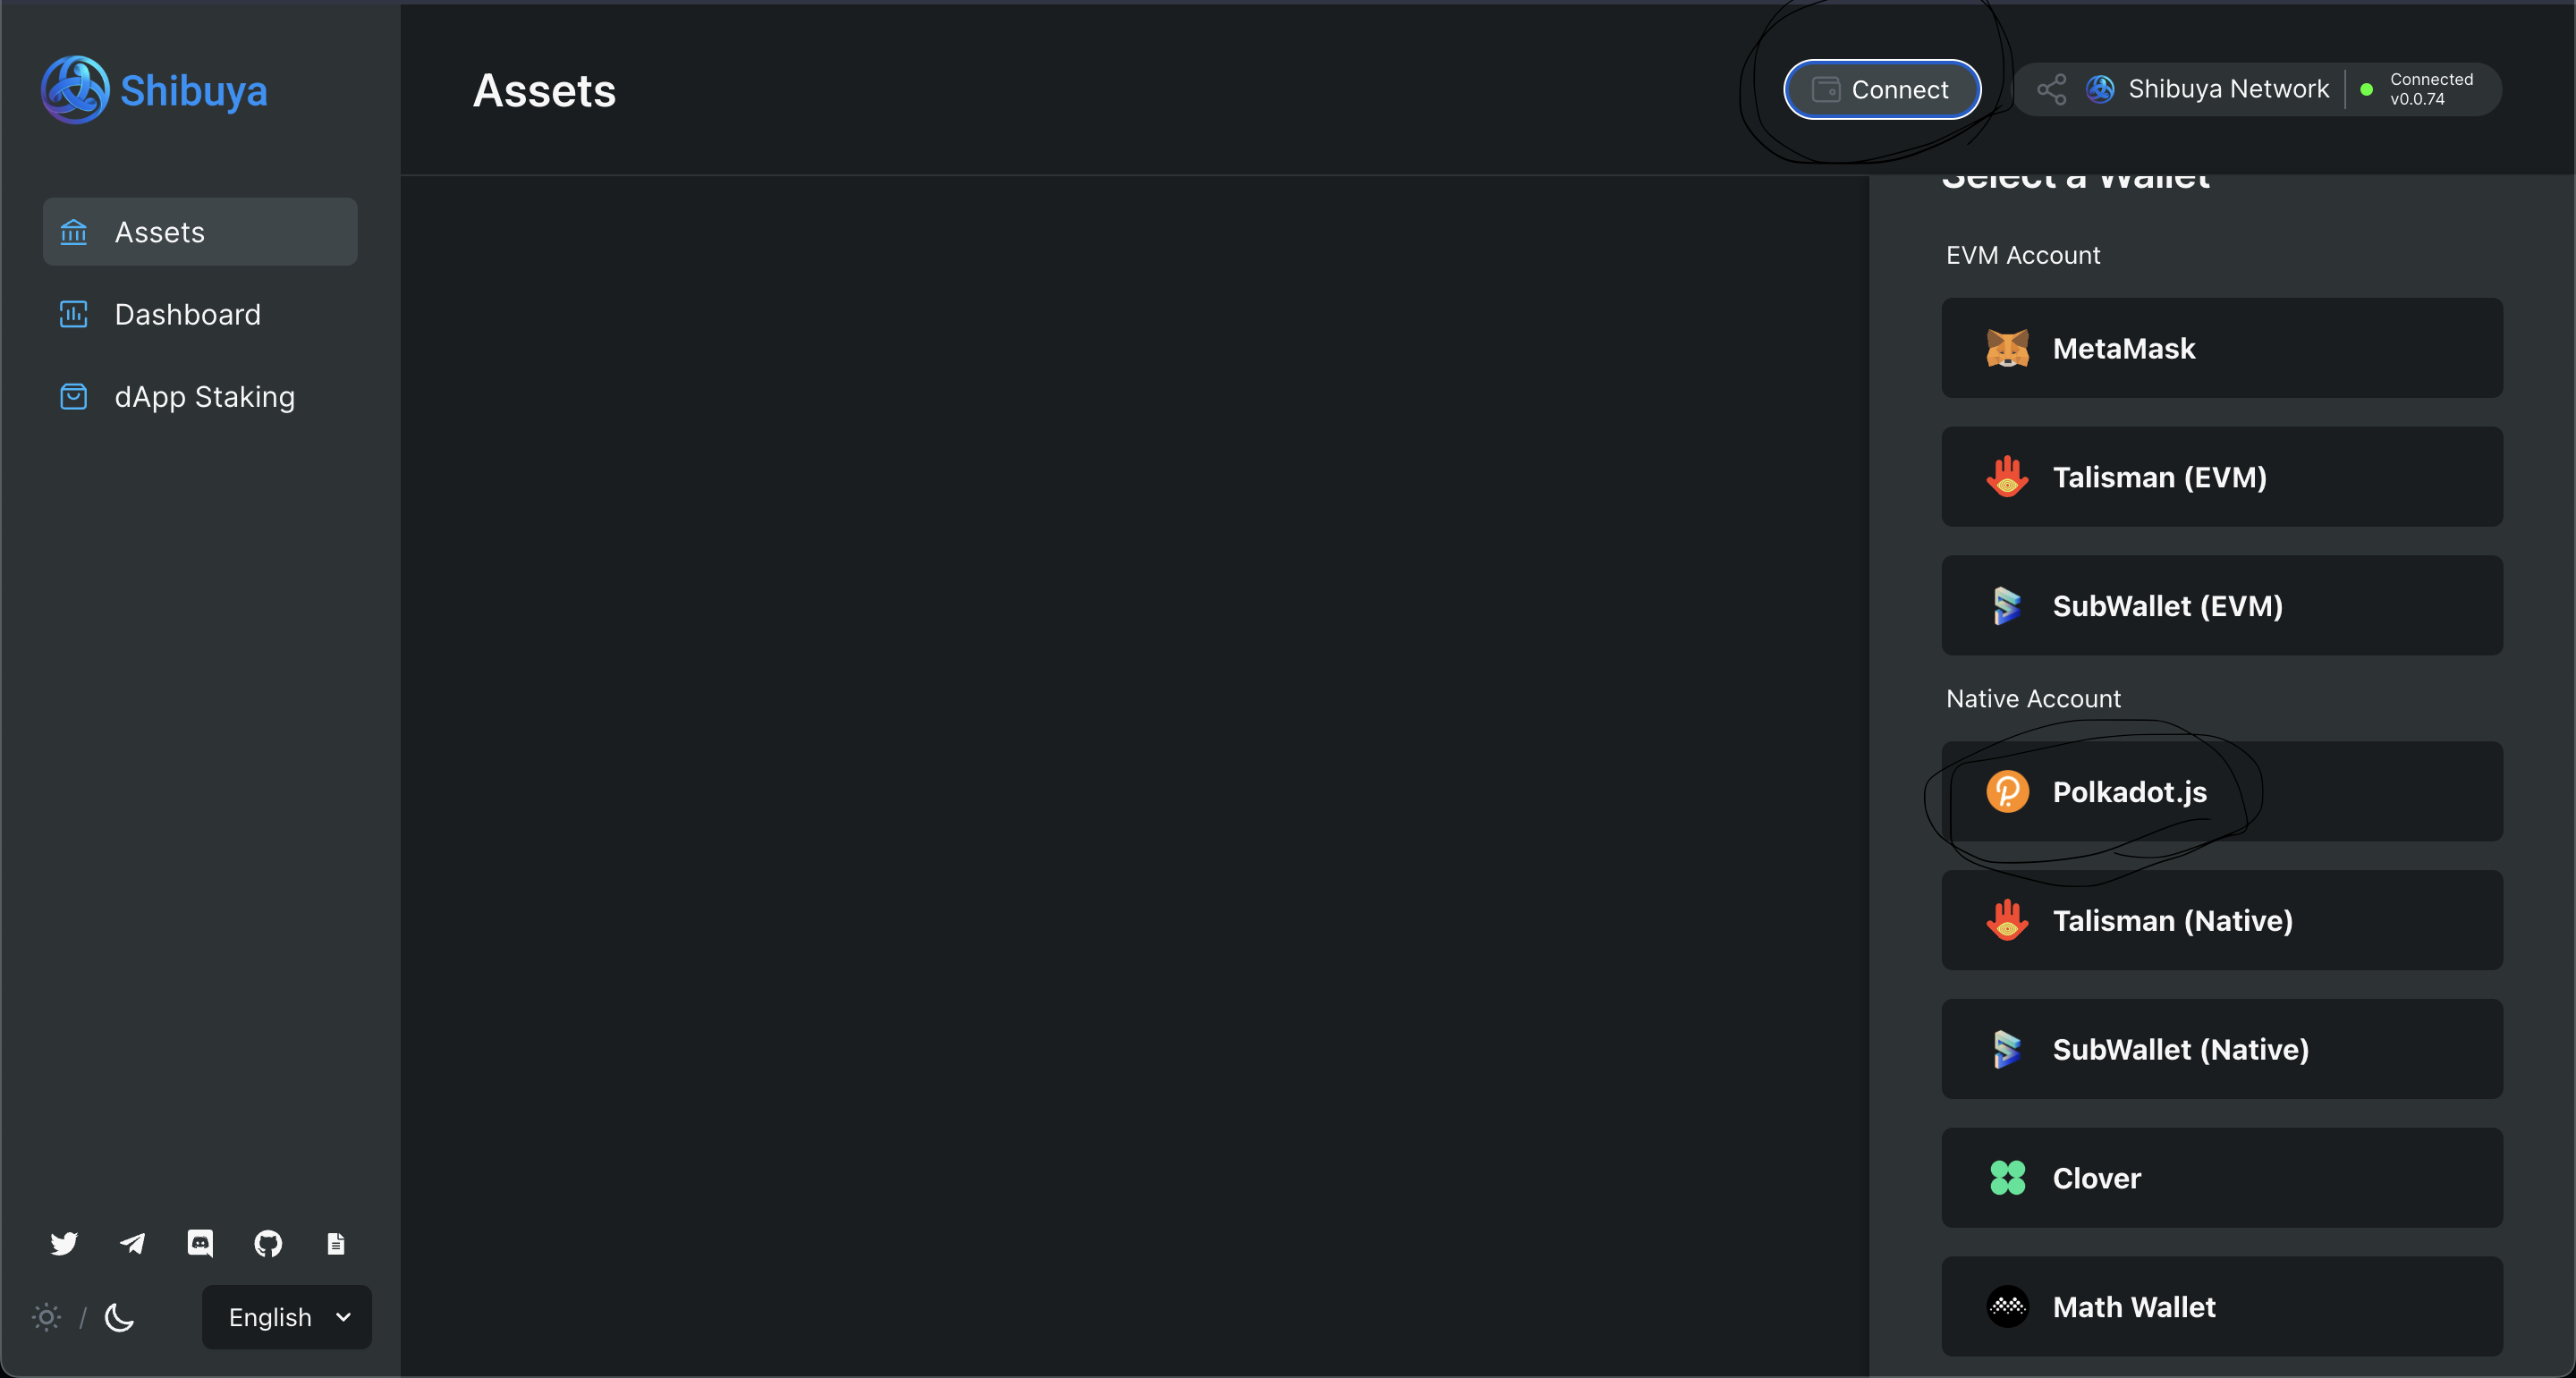 Shibuya
Assets
Dashboard
dApp Staking
English
Assets
Connect
Shibuya Network
Connected
v0.0.74
Select a Wallet
EVM Account
MetaMask
Talisman (EVM)
SubWallet (EVM)
Native Account
Polkadot.js
Talisman (Native)
SubWallet (Native)
Clover
Math Wallet